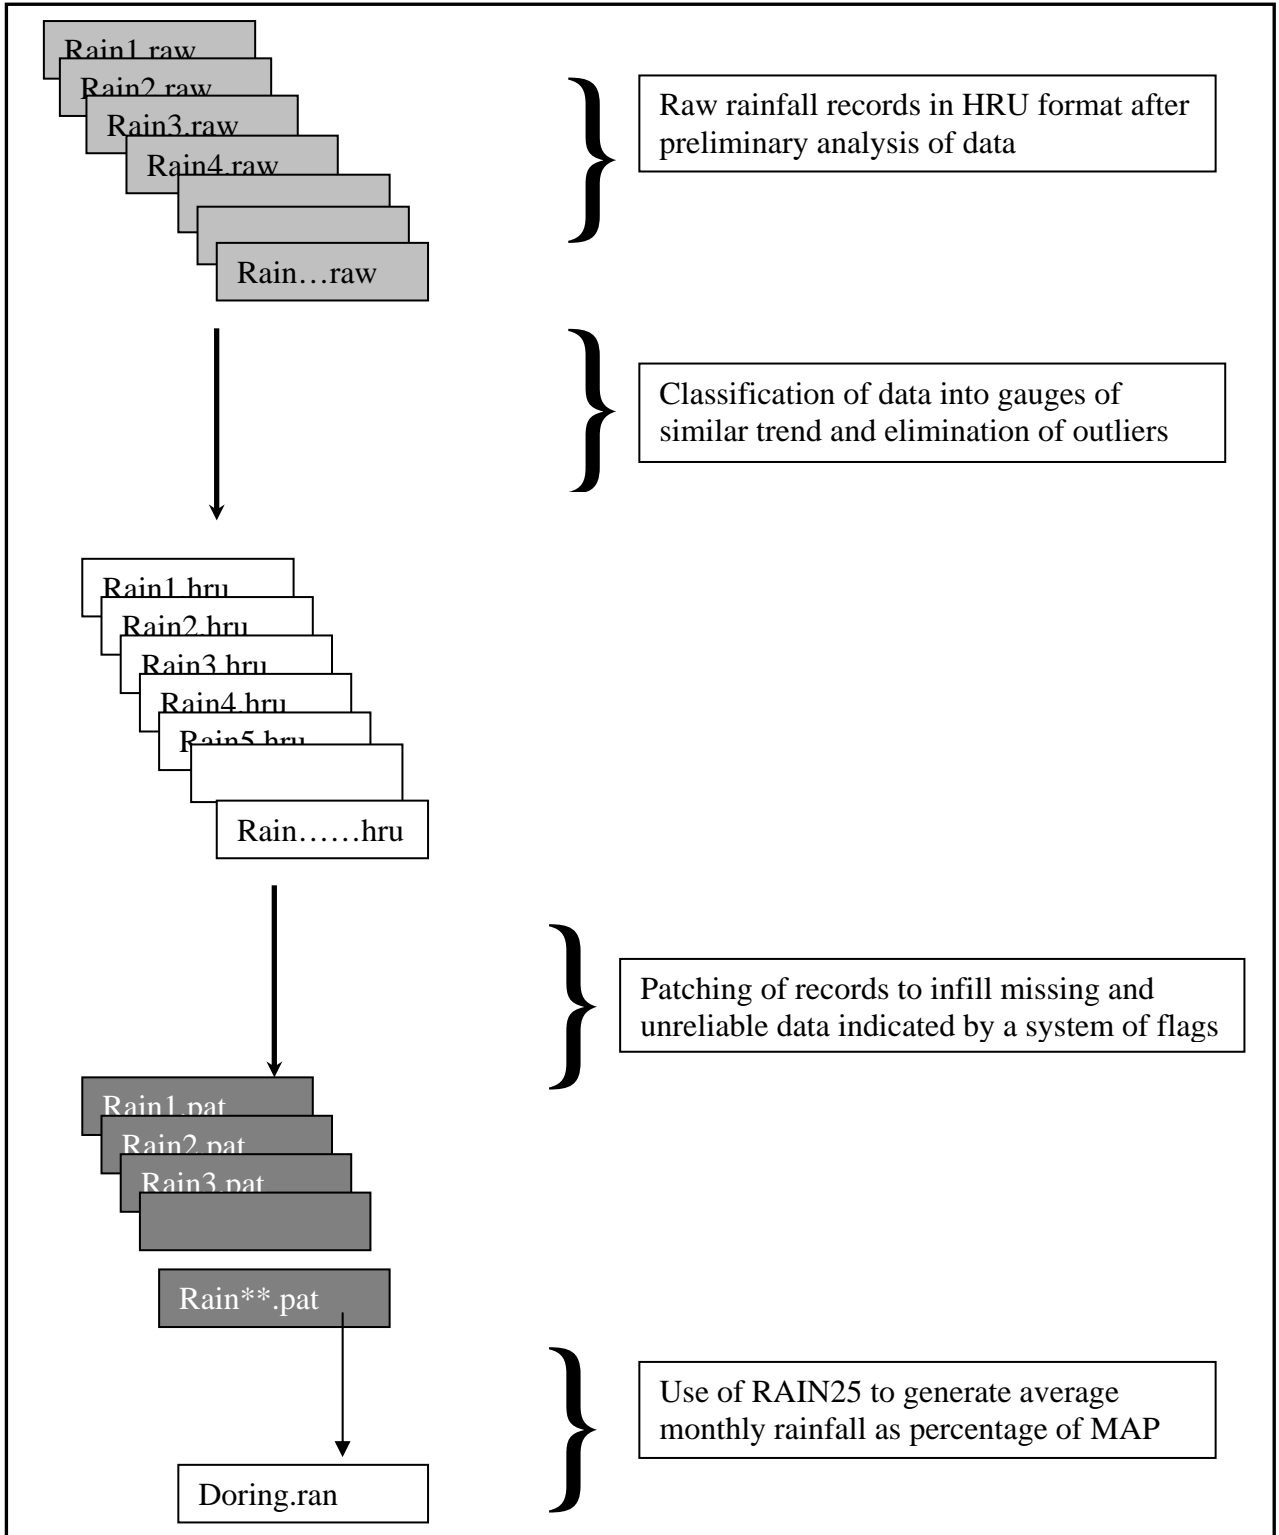 Rain1.raw
Rain2.raw
Rain3.raw
Rain4.raw
Rain…raw
Raw rainfall records in HRU format after
preliminary analysis of data
Classification of data into gauges of
similar trend and elimination of outliers
Rain1.hru
Rain2.hru
Rain3.hru
Rain4.hru
Rain5.hru
Rain……hru
Patching of records to infill missing and
unreliable data indicated by a system of flags
Rain1.pat
Rain2.pat
Rain3.pat
Rain**.pat
Use of RAIN25 to generate average
monthly rainfall as percentage of MAP
Doring.ran